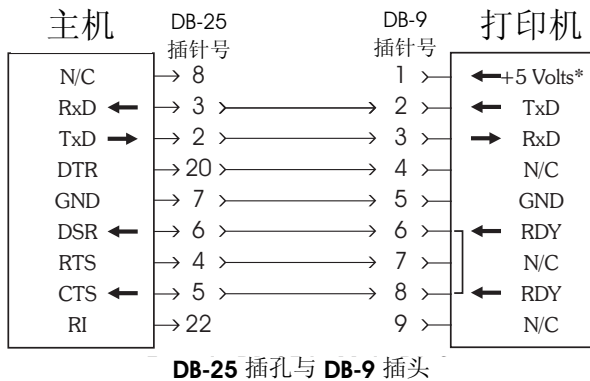 主机 DB-25 DB-9 打印机
插针号 插针号
N/C 8 1 +5 Volts*
RxD 3 2 TxD
TxD 2 3 RxD
DTR 20 4 N/C
GND 7 5 GND
DSR 6 6 RDY
RTS 4 7 N/C
CTS 5 8 RDY
RI 22 9 N/C
DB-25 插孔与 DB-9 插头